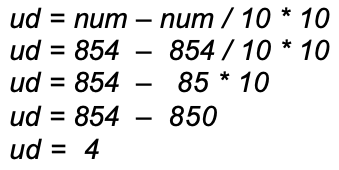 ud = num – num / 10 * 10
ud = 854 – 854 / 10 * 10
ud = 854 – 85 * 10
ud = 854 – 850
ud = 4